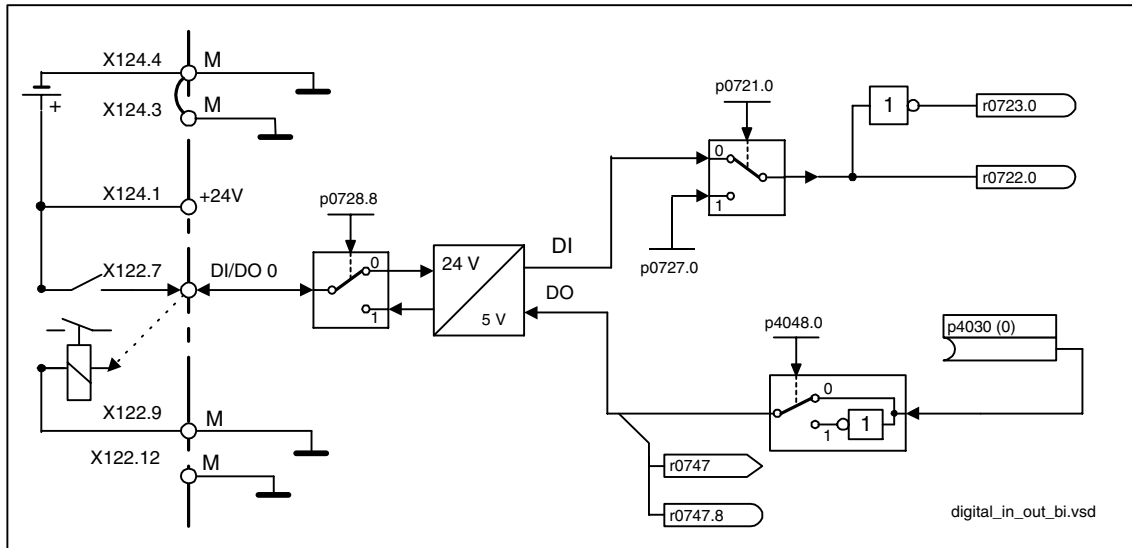 X124.4
M
+
X124.3
M
X124.1
+24V
X122.7
DI/DO 0
p0728.8
0
1
24 V
5 V
DI
DO
p0721.0
0
1
p0727.0
1
r0723.0
r0722.0
p4048.0
0
1
1
p4030 (0)
r0747
r0747.8
X122.9
M
X122.12
M
digital_in_out_bi.vsd